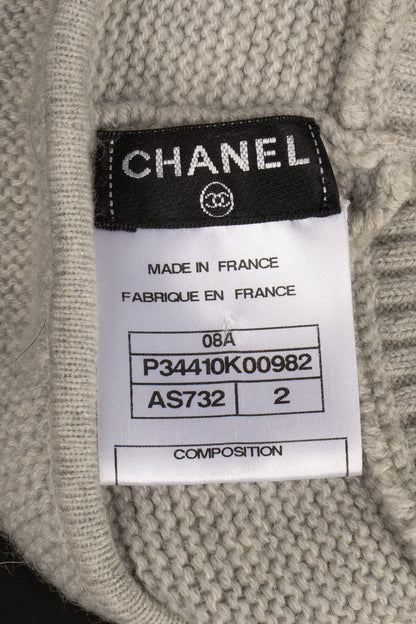 CHANEL
MADE IN FRANCE
FABRIQUE EN FRANCE
08A
P34410K00982
AS732 2
COMPOSITION